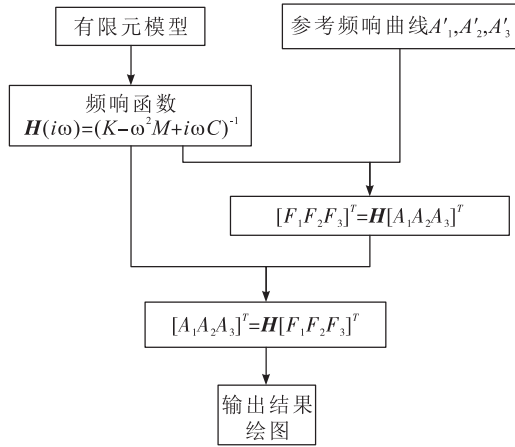 有限元模型
参考频响曲线A′₁,A′₂,A′₃
频响函数
H(iω)=(K-ω²M+iωC)⁻¹
[F₁F₂F₃]ᵀ=H[A₁A₂A₃]ᵀ
[A₁A₂A₃]ᵀ=H[F₁F₂F₃]ᵀ
输出结果
绘图